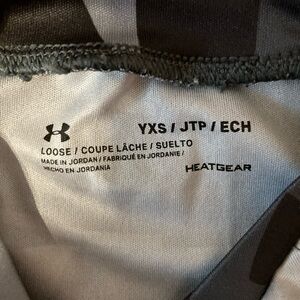 YXS / JTP / ECH
LOOSE / COUPE LÂCHE / SUELTO
MADE IN JORDAN / FABRIQUÉ EN JORDANIE /
HECHO EN JORDANIA
HEATGEAR